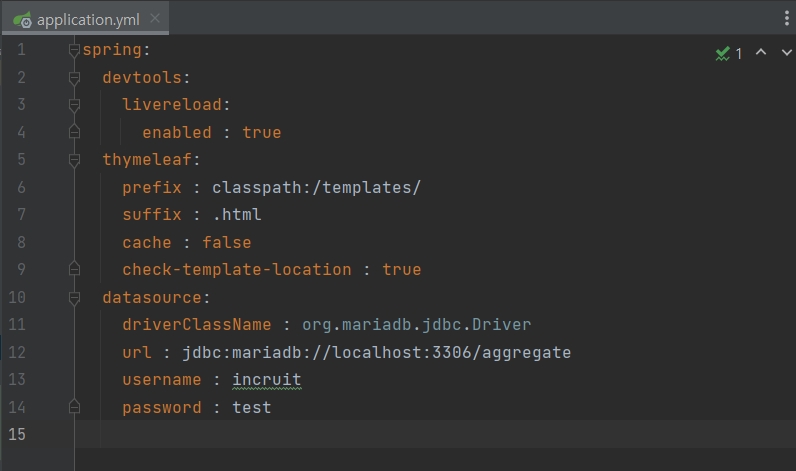 application.yml
1 spring:
2 devtools:
3 livereload:
4 enabled : true
5 thymeleaf:
6 prefix : classpath:/templates/
7 suffix : .html
8 cache : false
9 check-template-location : true
10 datasource:
11 driverClassName : org.mariadb.jdbc.Driver
12 url : jdbc:mariadb://localhost:3306/aggregate
13 username : incruit
14 password : test
15
1